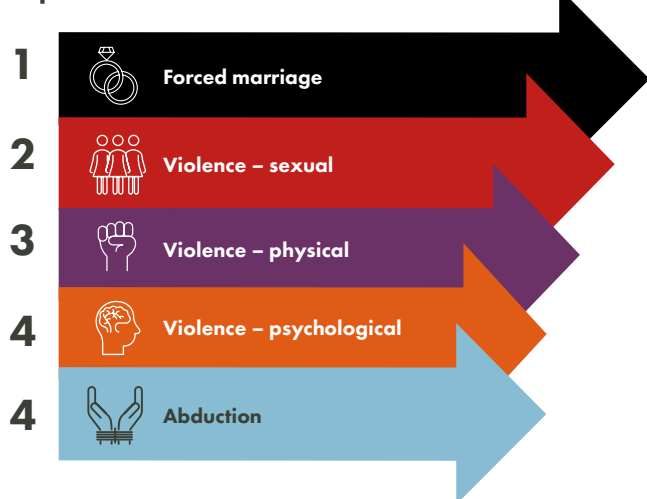 1 Forced marriage
2 Violence – sexual
3 Violence – physical
4 Violence – psychological
4 Abduction